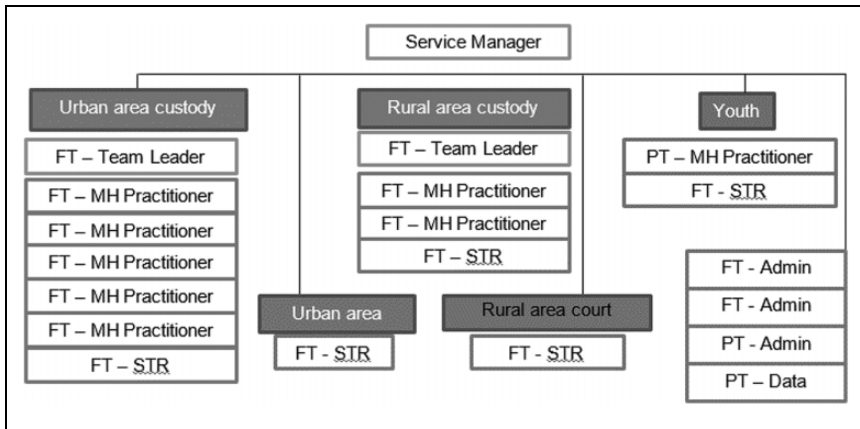 Service Manager
Urban area custody
FT – Team Leader
FT – MH Practitioner
FT – MH Practitioner
FT – MH Practitioner
FT – MH Practitioner
FT – MH Practitioner
FT – STR
Urban area
FT - STR
Rural area custody
FT – Team Leader
FT – MH Practitioner
FT – MH Practitioner
FT – STR
Rural area court
FT - STR
Youth
PT – MH Practitioner
FT - STR
FT - Admin
FT - Admin
PT - Admin
PT – Data